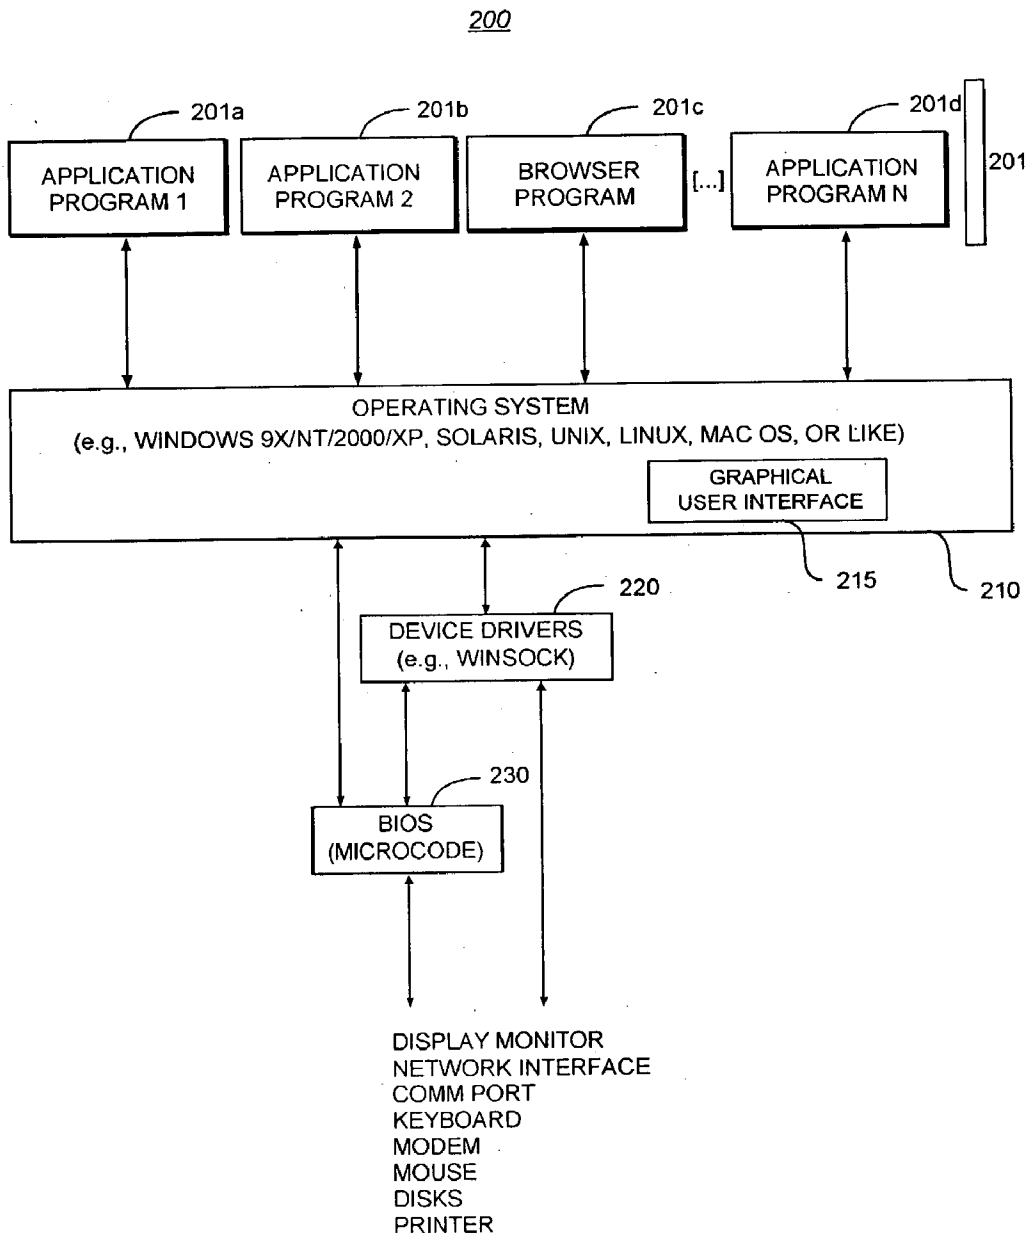 200
201a
201b
201c
201d
201
APPLICATION
PROGRAM 1
APPLICATION
PROGRAM 2
BROWSER
PROGRAM
[...]
APPLICATION
PROGRAM N
OPERATING SYSTEM
(e.g., WINDOWS 9X/NT/2000/XP, SOLARIS, UNIX, LINUX, MAC OS, OR LIKE)
GRAPHICAL
USER INTERFACE
215
210
220
DEVICE DRIVERS
(e.g., WINSOCK)
230
BIOS
(MICROCODE)
DISPLAY MONITOR
NETWORK INTERFACE
COMM PORT
KEYBOARD
MODEM
MOUSE
DISKS
PRINTER